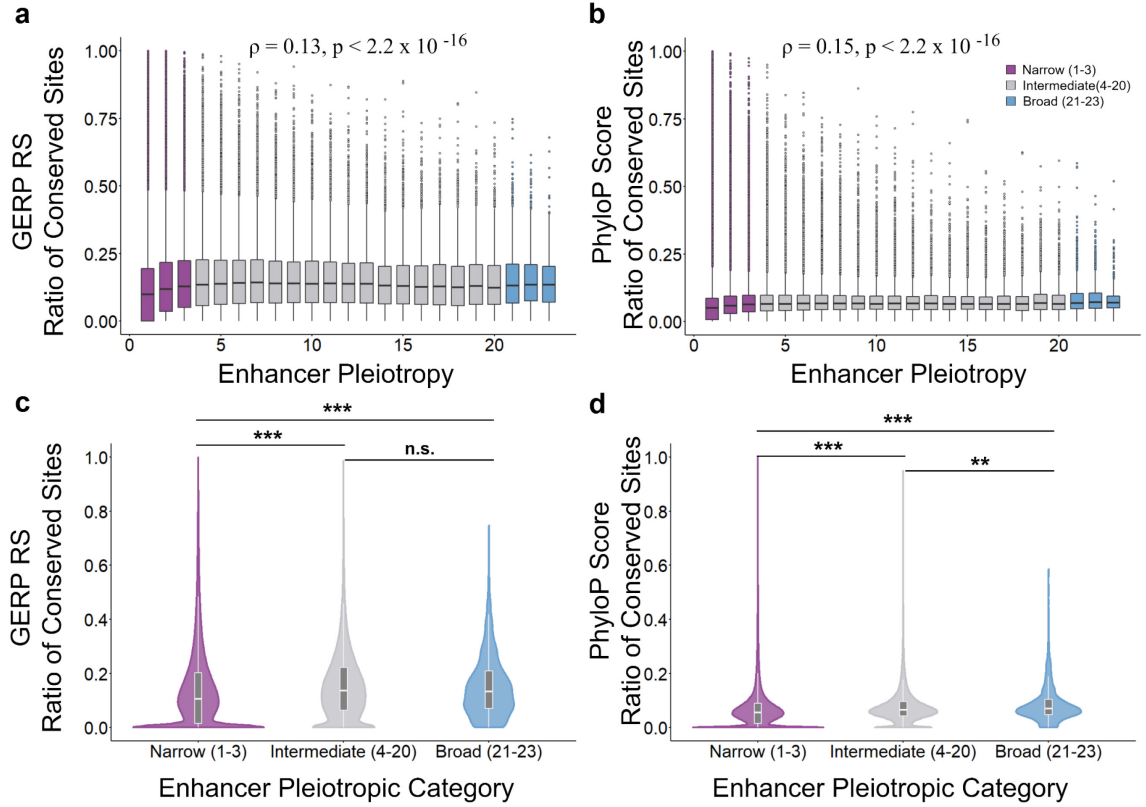 a
ρ = 0.13, p < 2.2 x 10 -16
GERP RS
Ratio of Conserved Sites
1.00
0.75
0.50
0.25
0.00
0 5 10 15 20
Enhancer Pleiotropy
b
ρ = 0.15, p < 2.2 x 10 -16
Narrow (1-3)
Intermediate(4-20)
Broad (21-23)
PhyloP Score
Ratio of Conserved Sites
1.00
0.75
0.50
0.25
0.00
0 5 10 15 20
Enhancer Pleiotropy
c
***
***
n.s.
GERP RS
Ratio of Conserved Sites
1.0
0.8
0.6
0.4
0.2
0.0
Narrow (1-3) Intermediate (4-20) Broad (21-23)
Enhancer Pleiotropic Category
d
***
***
**
PhyloP Score
Ratio of Conserved Sites
1.0
0.8
0.6
0.4
0.2
0.0
Narrow (1-3) Intermediate (4-20) Broad (21-23)
Enhancer Pleiotropic Category